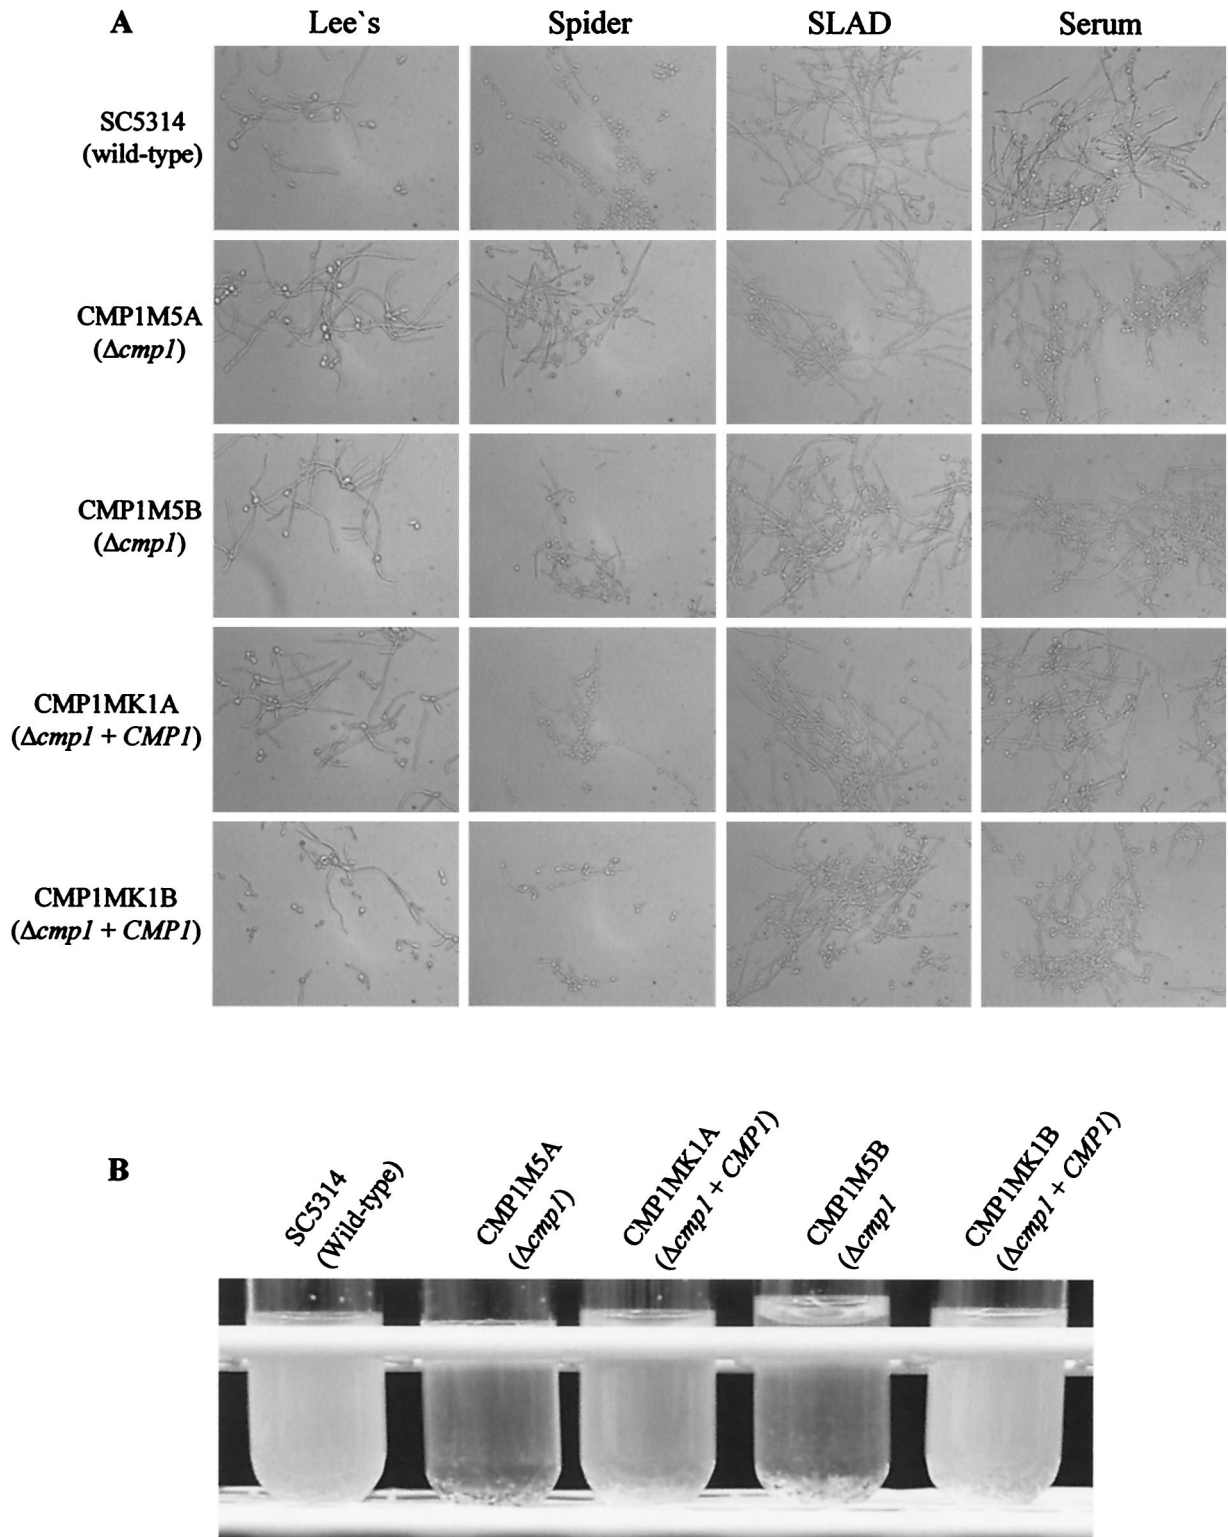 A
Lee`s
Spider
SLAD
Serum
SC5314
(wild-type)
CMP1M5A
(Δcmp1)
CMP1M5B
(Δcmp1)
CMP1MK1A
(Δcmp1 + CMP1)
CMP1MK1B
(Δcmp1 + CMP1)
B
SC5314
(Wild-type)
CMP1M5A
(Δcmp1)
CMP1MK1A
(Δcmp1 + CMP1)
CMP1M5B
(Δcmp1
CMP1MK1B
(Δcmp1 + CMP1)